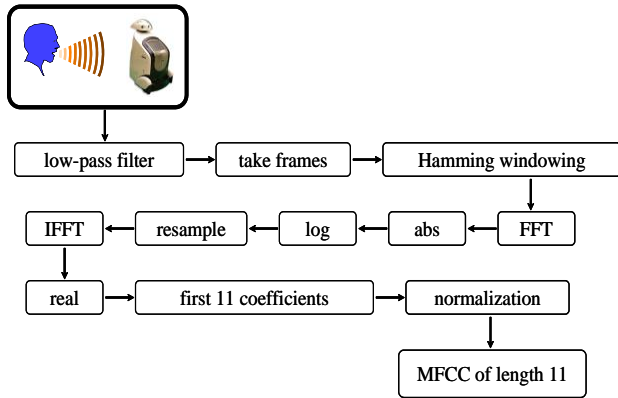 low-pass filter
take frames
Hamming windowing
FFT
abs
log
resample
IFFT
real
first 11 coefficients
normalization
MFCC of length 11